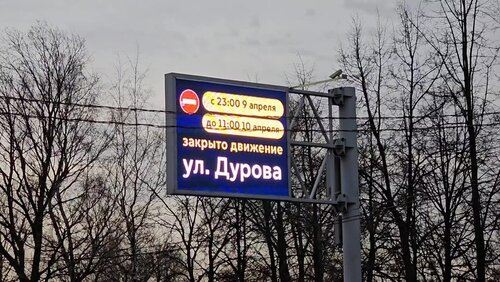 с 23:00 9 апреля
до 11:00 10 апреля
закрыто движение
ул. Дурова